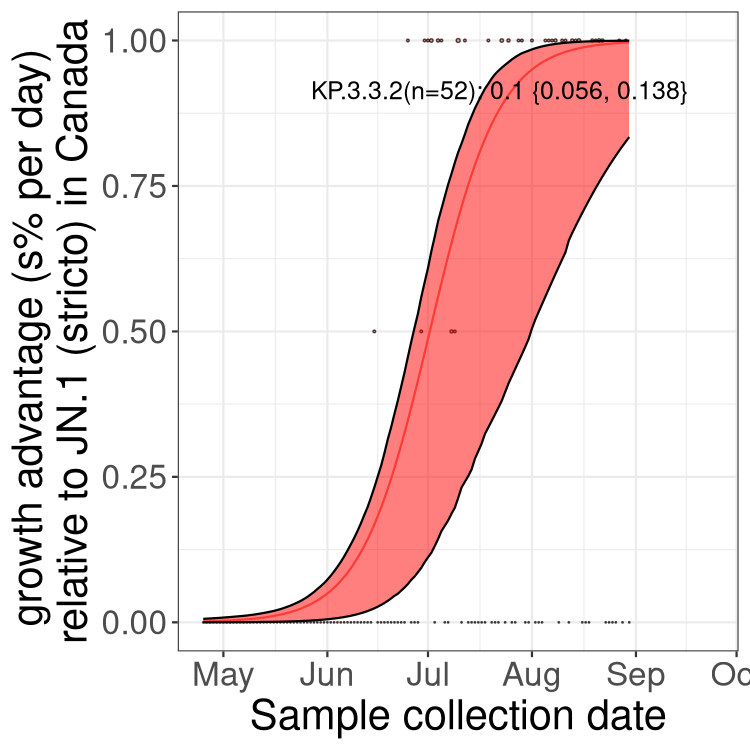 growth advantage (s% per day)
relative to JN.1 (stricto) in Canada
1.00
0.75
0.50
0.25
0.00
KP.3.3.2(n=52): 0.1 {0.056, 0.138}
May Jun Jul Aug Sep Oc
Sample collection date